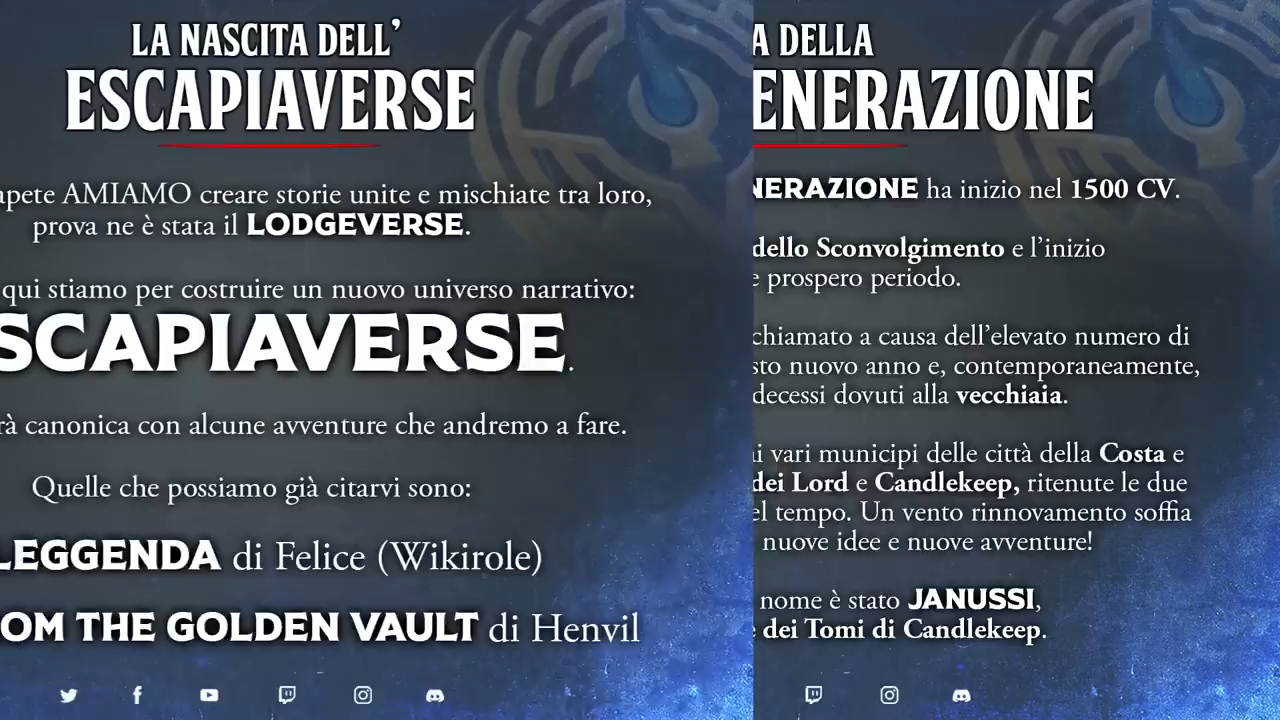 LA NASCITA DELL'
ESCAPIAVERSE
AMIAMO creare storie unite e mischiate tra loro,
prova ne è stata il LODGEVERSE.
qui stiamo per costruire un nuovo universo narrativo:
SCAPIAVERSE.
canonica con alcune avventure che andremo a fare.
Quelle che possiamo già citarvi sono:
LEGGENDA di Felice (Wikirole)
OM THE GOLDEN VAULT di Henvil
A DELLA
ENERAZIONE
NERAZIONE ha inizio nel 1500 CV.
dello Sconvolgimento e l'inizio
e prospero periodo.
chiamato a causa dell'elevato numero di
sto nuovo anno e, contemporaneamente,
decessi dovuti alla vecchiaia.
i vari municipi delle città della Costa e
dei Lord e Candlekeep, ritenute le due
el tempo. Un vento rinnovamento soffia
nuove idee e nuove avventure!
nome è stato JANUSSI,
e dei Tomi di Candlekeep.